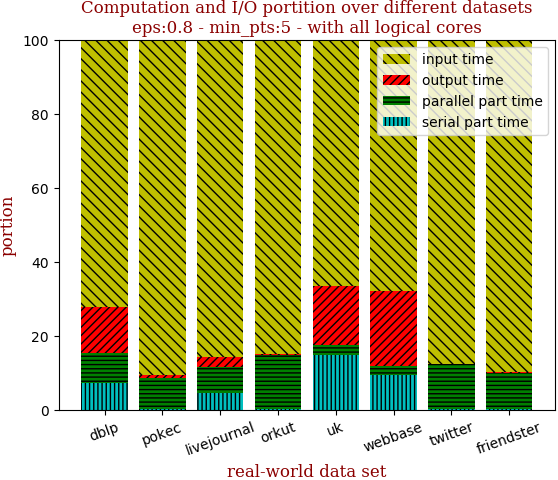 Computation and I/O portition over different datasets
eps:0.8 - min_pts:5 - with all logical cores
100
80
60
40
20
0
portion
input time
output time
parallel part time
serial part time
dblp
pokec
livejournal
orkut
uk
webbase
twitter
friendster
real-world data set